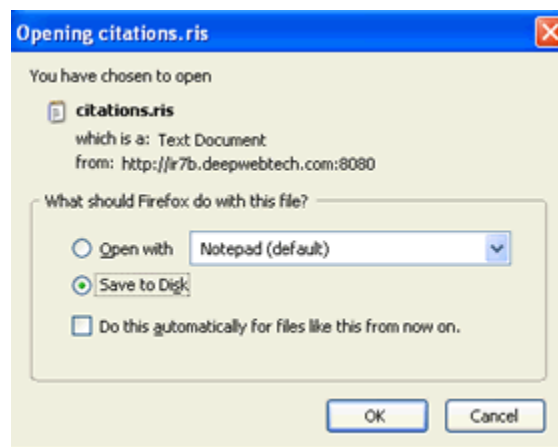 Opening citations.ris
You have chosen to open
citations.ris
which is a: Text Document
from: http://ir7b.deepwebtech.com:8080
What should Firefox do with this file?
Open with Notepad (default)
Save to Disk
Do this automatically for files like this from now on.
OK Cancel